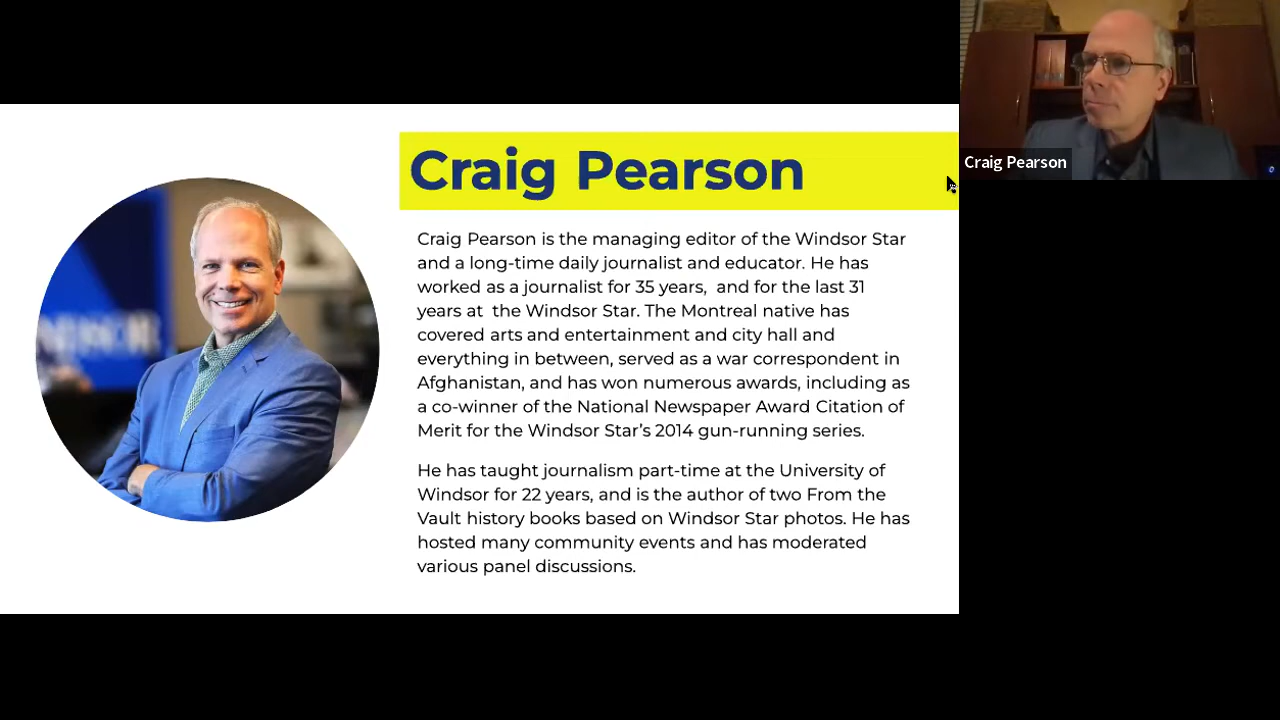 Craig Pearson
Craig Pearson is the managing editor of the Windsor Star
and a long-time daily journalist and educator. He has
worked as a journalist for 35 years,  and for the last 31
years at  the Windsor Star. The Montreal native has
covered arts and entertainment and city hall and
everything in between, served as a war correspondent in
Afghanistan, and has won numerous awards, including as
a co-winner of the National Newspaper Award Citation of
Merit for the Windsor Star’s 2014 gun-running series.
He has taught journalism part-time at the University of
Windsor for 22 years, and is the author of two From the
Vault history books based on Windsor Star photos. He has
hosted many community events and has moderated
various panel discussions.
Craig Pearson